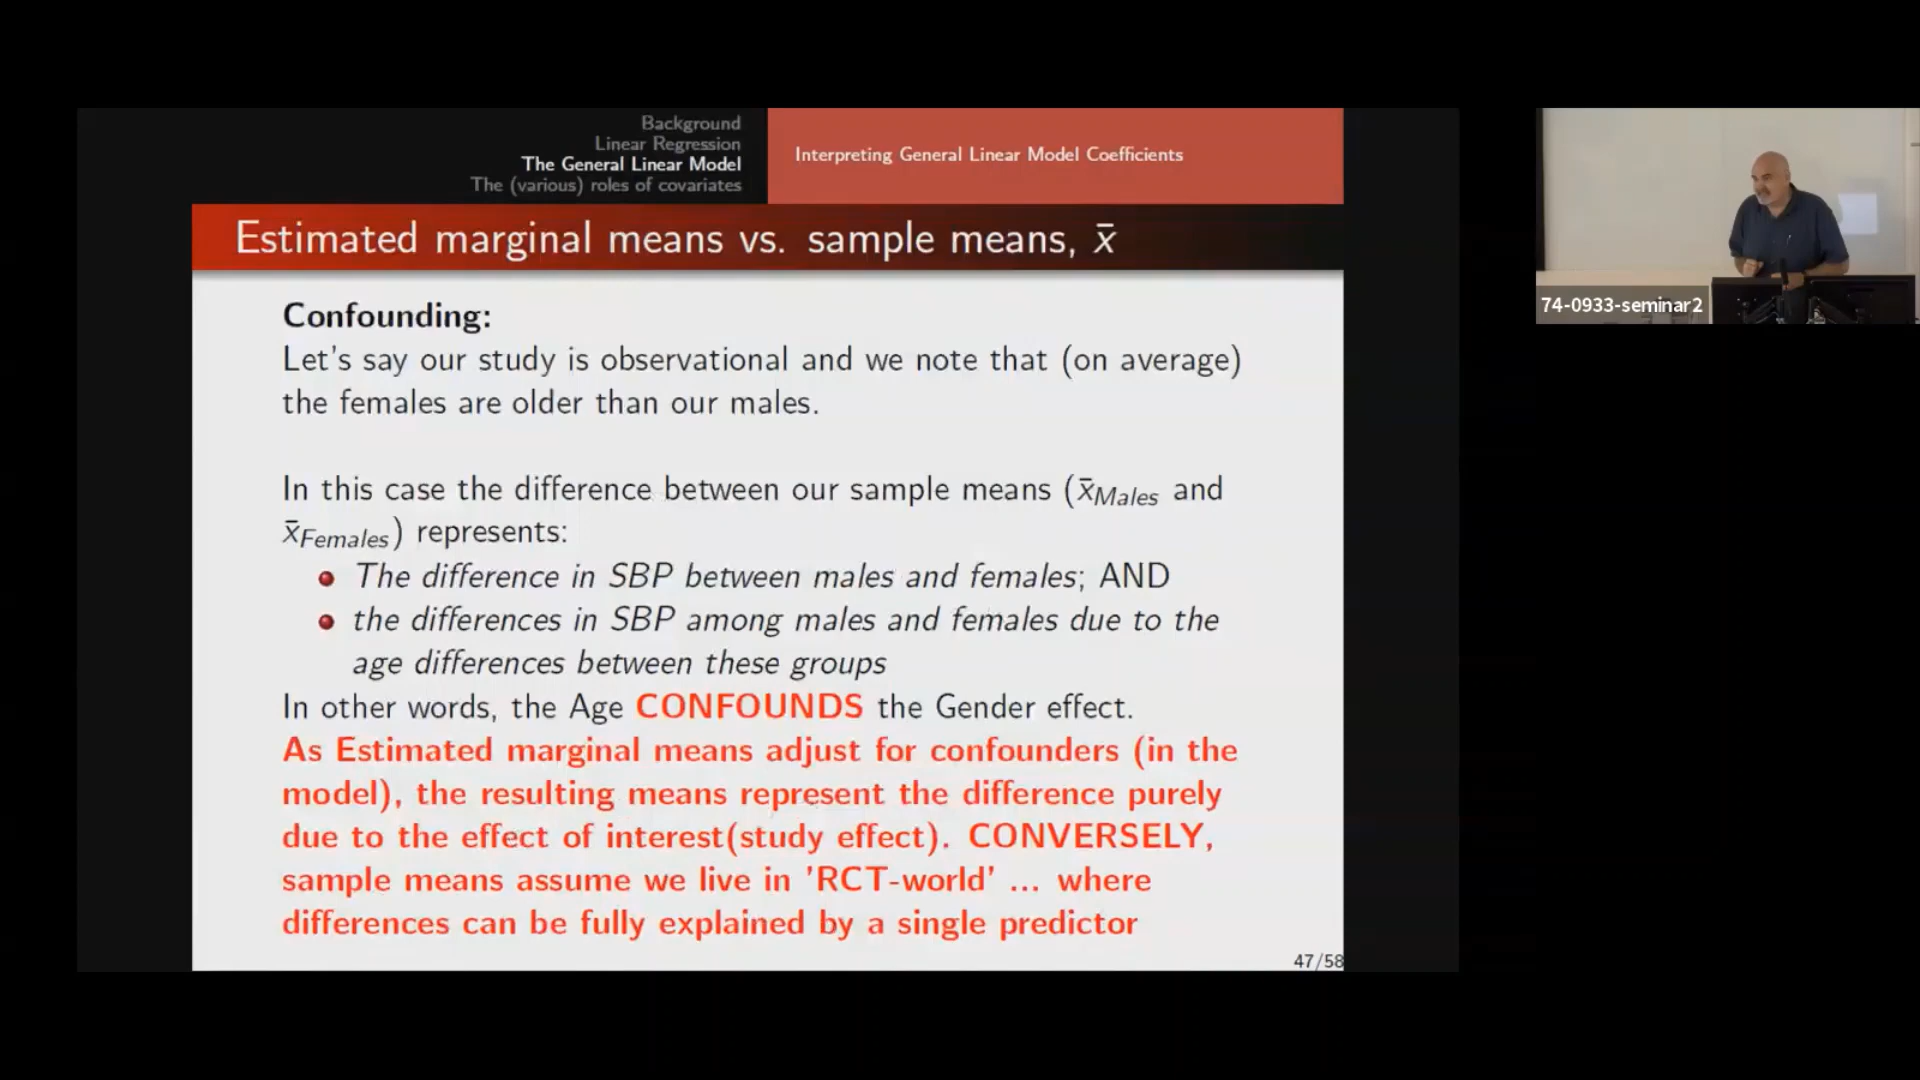 Background
Linear Regression
The General Linear Model
The (various) roles of covariates
Interpreting General Linear Model Coefficients
Estimated marginal means vs. sample means, x̄
Confounding:
Let's say our study is observational and we note that (on average)
the females are older than our males.
In this case the difference between our sample means (x̄Males and
x̄Females) represents:
The difference in SBP between males and females; AND
the differences in SBP among males and females due to the
age differences between these groups
In other words, the Age CONFOUNDS the Gender effect.
As Estimated marginal means adjust for confounders (in the
model), the resulting means represent the difference purely
due to the effect of interest(study effect). CONVERSELY,
sample means assume we live in 'RCT-world' ... where
differences can be fully explained by a single predictor
47/58
74-0933-seminar2